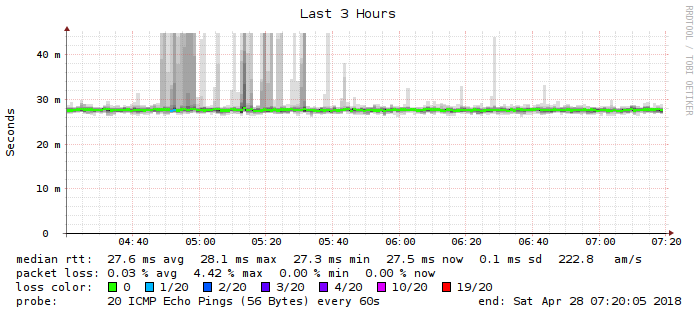 Last 3 Hours
RRDTOOL / TOBI OETIKER
Seconds
40 m
30 m
20 m
10 m
0
04:40 05:00 05:20 05:40 06:00 06:20 06:40 07:00 07:20
median rtt: 27.6 ms avg 28.1 ms max 27.3 ms min 27.5 ms now 0.1 ms sd 222.8 am/s
packet loss: 0.03 % avg 4.42 % max 0.00 % min 0.00 % now
loss color: 0 1/20 2/20 3/20 4/20 10/20 19/20
probe: 20 ICMP Echo Pings (56 Bytes) every 60s end: Sat Apr 28 07:20:05 2018